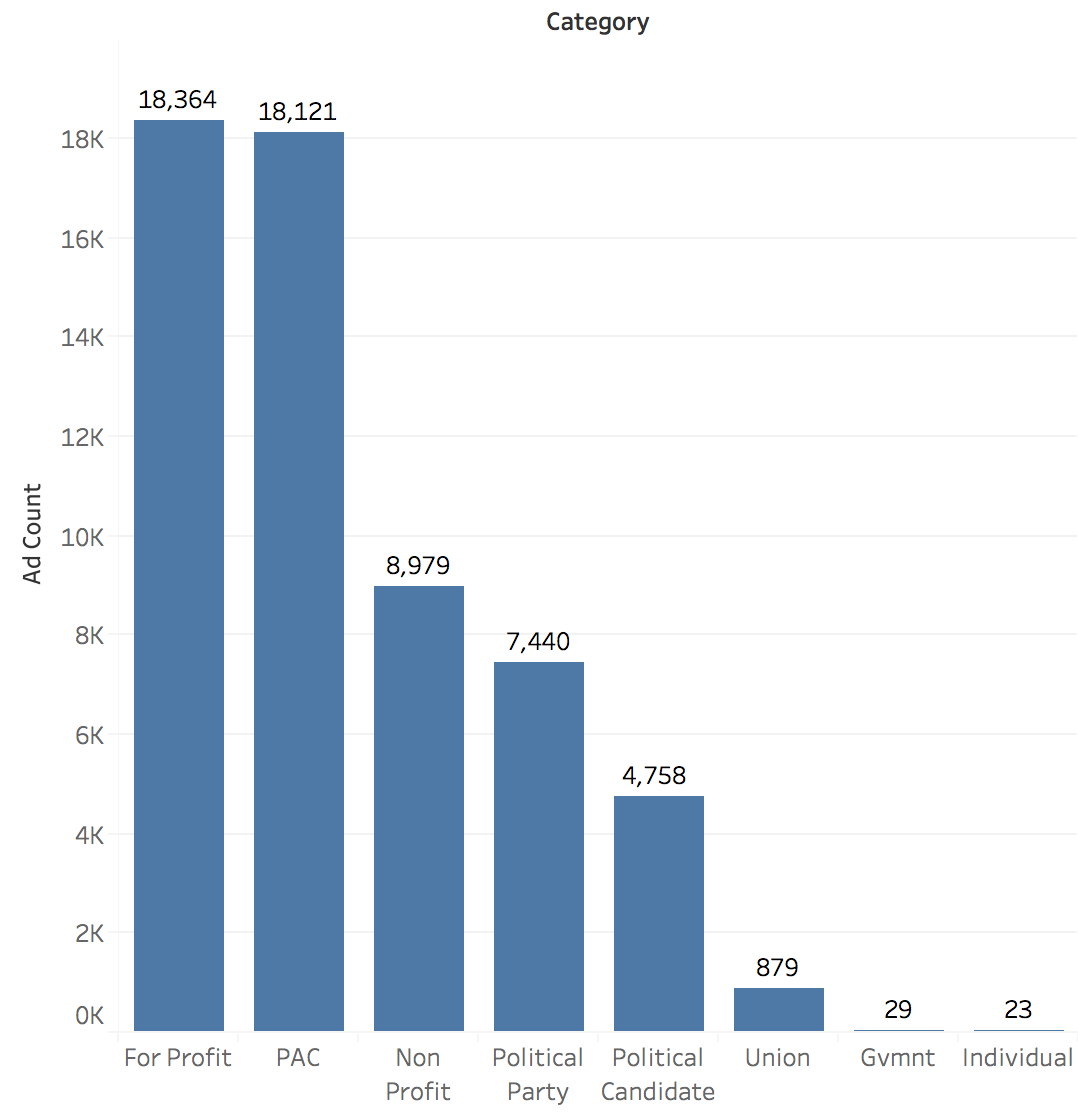 Category
18,364
18,121
18K
16K
14K
12K
Ad Count
10K
8,979
8K
7,440
6K
4,758
4K
2K
879
29
23
0K
For Profit
PAC
Non
Profit
Political
Party
Political
Candidate
Union
Gvmnt
Individual